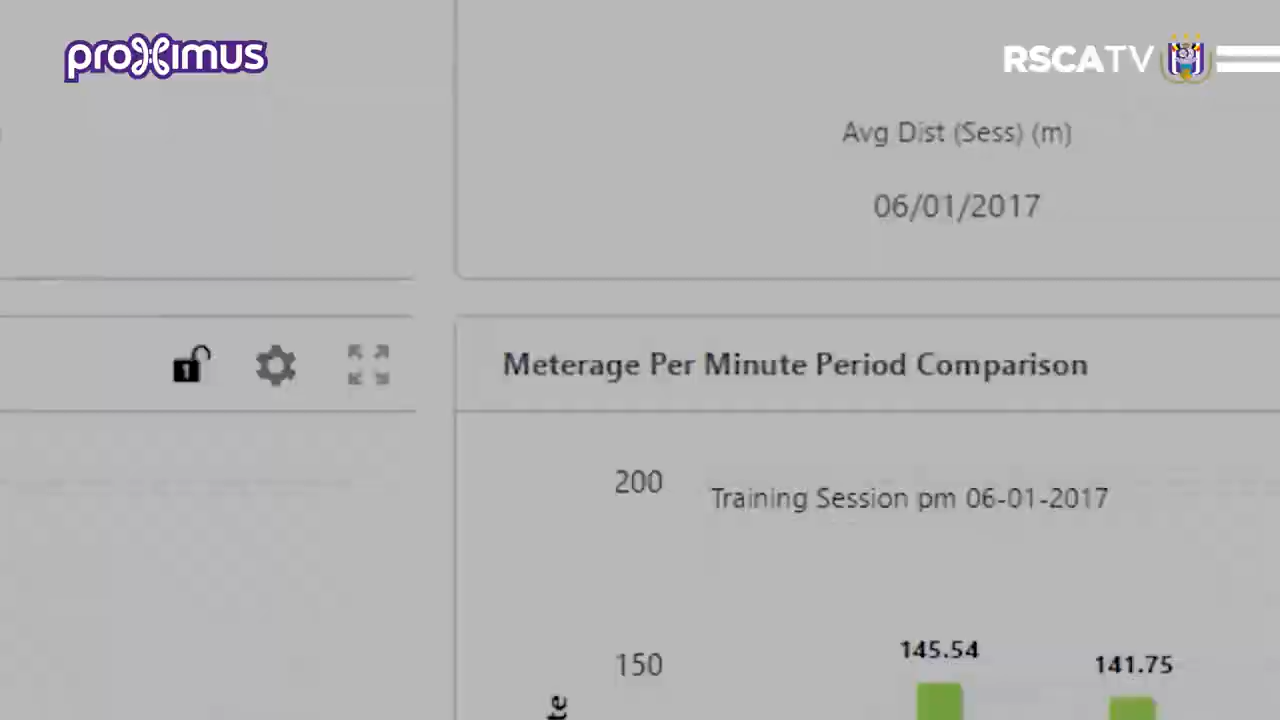 proximus
RSCATV
Avg Dist (Sess) (m)
06/01/2017
Meterage Per Minute Period Comparison
200
Training Session pm 06-01-2017
145.54
141.75
150